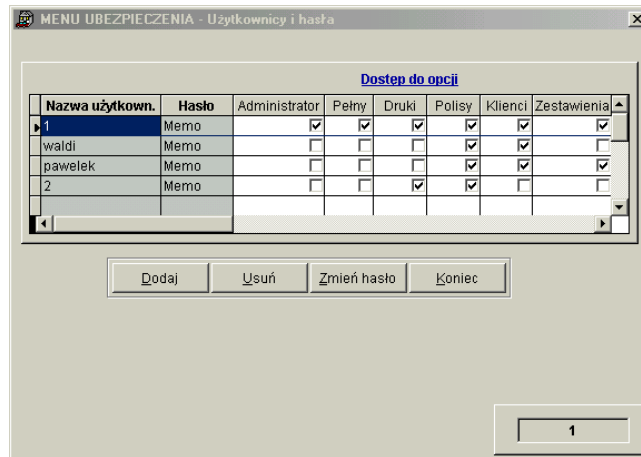 MENU UBEZPIECZENIA - Użytkownicy i hasła
Dostęp do opcji
Nazwa użytkown. Hasło Administrator Pełny Druki Polisy Klienci Zestawienia
1 Memo
waldi Memo
pawelek Memo
2 Memo
Dodaj Usuń Zmień hasło Koniec
1